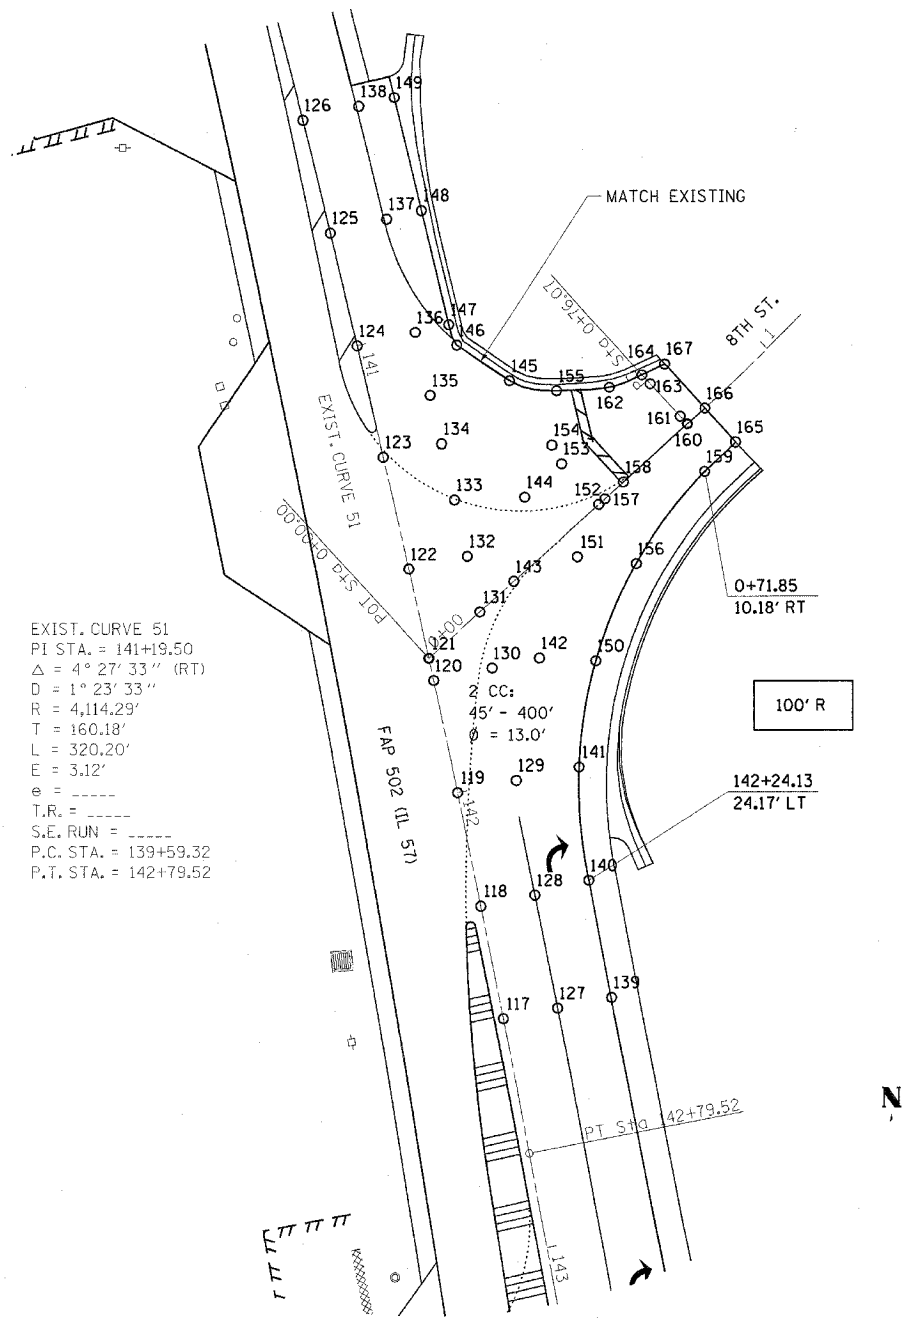 149
138
126
148
137
125
MATCH EXISTING
Sta 0+76.07
8TH ST.
1
147
136
146
124
141
164
167
163
145
155
162
135
166
161
160
165
EXIST. CURVE 51
123
134
154
153
159
158
133
144
152
157
POT Sta 0+00.00
122
132
151
143
156
131
0+71.85
10.18' RT
0+00
121
130
142
150
120
EXIST. CURVE 51
PI STA. = 141+19.50
Δ = 4° 27' 33" (RT)
D = 1° 23' 33"
R = 4,114.29'
T = 160.18'
L = 320.20'
E = 3.12'
e = _____
T.R. = _____
S.E. RUN = _____
P.C. STA. = 139+59.32
P.T. STA. = 142+79.52
2 CC:
45' - 400'
φ = 13.0'
100' R
FAP 502 (IL 57)
119
129
141
142
142+24.13
24.17' LT
140
118
128
139
117
127
N
PT Sta 142+79.52
143